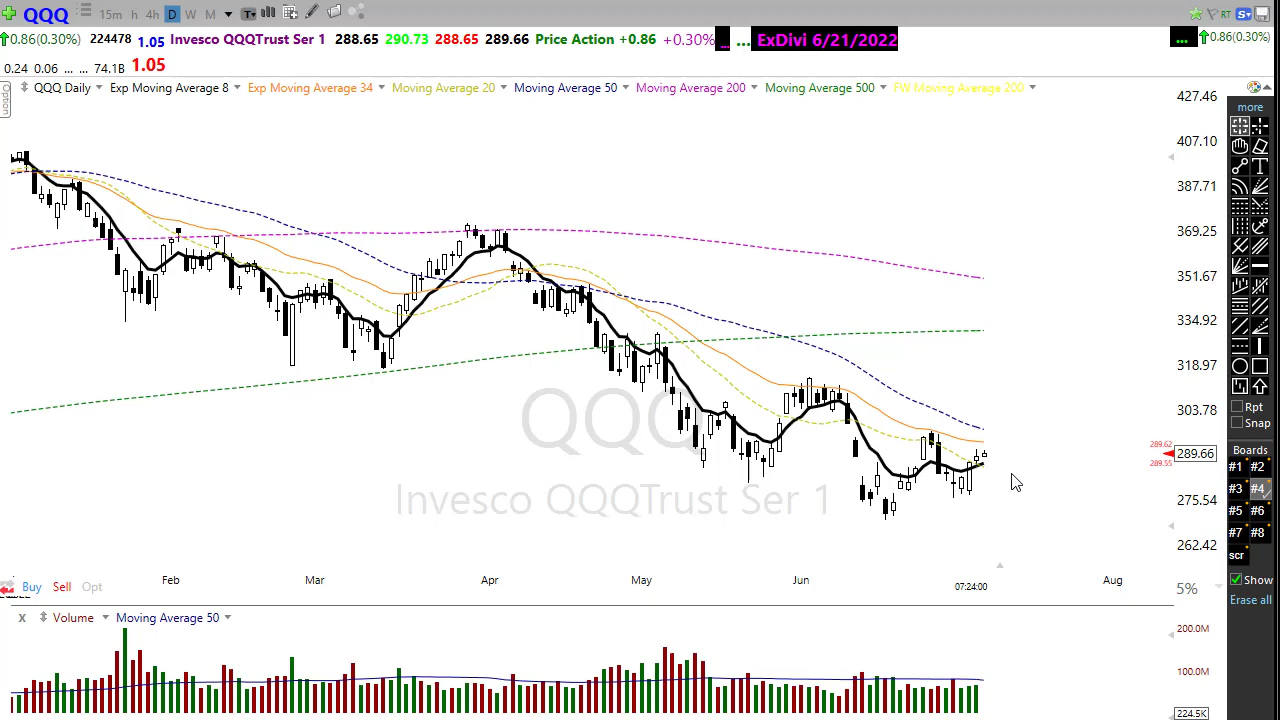 QQQ 15m h 4h D W M T RT S
0.86(0.30%) 224478 1.05 Invesco QQQTrust Ser 1 288.65 290.73 288.65 289.66 Price Action +0.86 +0.30% ... ... ExDivi 6/21/2022 ... 0.86(0.30%)
0.24 0.06 ... ... 74.1B 1.05
Option
QQQ Daily Exp Moving Average 8 Exp Moving Average 34 Moving Average 20 Moving Average 50 Moving Average 200 Moving Average 500 FW Moving Average 200
427.46
407.10
387.71
369.25
351.67
334.92
318.97
303.78
289.62
289.66
289.55
275.54
262.42
QQQ
Invesco QQQTrust Ser 1
more
T
Rpt
Snap
Boards
#1 #2
#3 #4
#5 #6
#7 #8
scr
Show
Erase all
Feb Mar Apr May Jun Aug
07:24:00
Buy Sell Opt
5%
X Volume Moving Average 50
200.0M
100.0M
224.5K